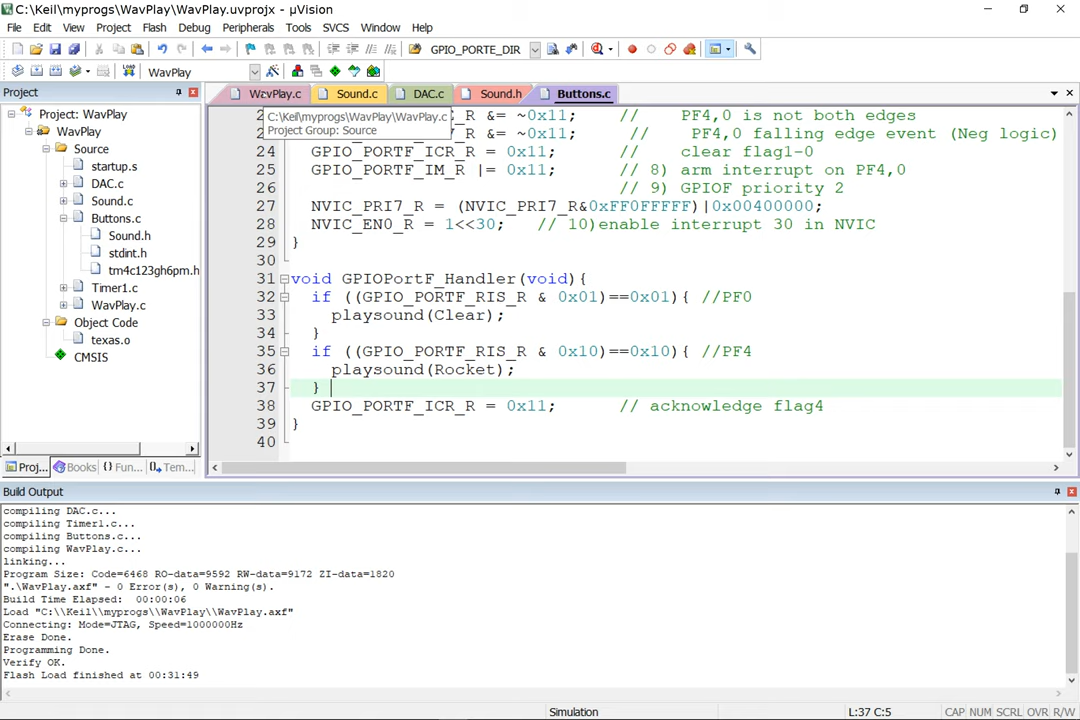 C:\Keil\myprogs\WavPlay\WavPlay.uvprojx - µVision
File Edit View Project Flash Debug Peripherals Tools SVCS Window Help
GPIO_PORTE_DIR
WavPlay
Project
WavPlay.c Sound.c DAC.c Sound.h Buttons.c
Project: WavPlay
WavPlay
Source
startup.s
DAC.c
Sound.c
Buttons.c
Sound.h
stdint.h
tm4c123gh6pm.h
Timer1.c
WavPlay.c
Object Code
texas.o
CMSIS
Proj... Books {} Fun... Tem...
C:\Keil\myprogs\WavPlay\WavPlay.c
Project Group: Source
_R &= ~0x11; // PF4,0 is not both edges
_R &= ~0x11; // PF4,0 falling edge event (Neg logic)
24 GPIO_PORTF_ICR_R = 0x11; // clear flag1-0
25 GPIO_PORTF_IM_R |= 0x11; // 8) arm interrupt on PF4,0
26 // 9) GPIOF priority 2
27 NVIC_PRI7_R = (NVIC_PRI7_R&0xFF0FFFFF)|0x00400000;
28 NVIC_EN0_R = 1<<30; // 10)enable interrupt 30 in NVIC
29 }
30
31 void GPIOPortF_Handler(void){
32 if ((GPIO_PORTF_RIS_R & 0x01)==0x01){ //PF0
33 playsound(Clear);
34 }
35 if ((GPIO_PORTF_RIS_R & 0x10)==0x10){ //PF4
36 playsound(Rocket);
37 }
38 GPIO_PORTF_ICR_R = 0x11; // acknowledge flag4
39 }
40
Build Output
compiling DAC.c...
compiling Timer1.c...
compiling Buttons.c...
compiling WavPlay.c...
linking...
Program Size: Code=6468 RO-data=9592 RW-data=9172 ZI-data=1820
".\WavPlay.axf" - 0 Error(s), 0 Warning(s).
Build Time Elapsed: 00:00:06
Load "C:\\Keil\\myprogs\\WavPlay\\WavPlay.axf"
Connecting: Mode=JTAG, Speed=1000000Hz
Erase Done.
Programming Done.
Verify OK.
Flash Load finished at 00:31:49
Simulation L:37 C:5 CAP NUM SCRL OVR R/W